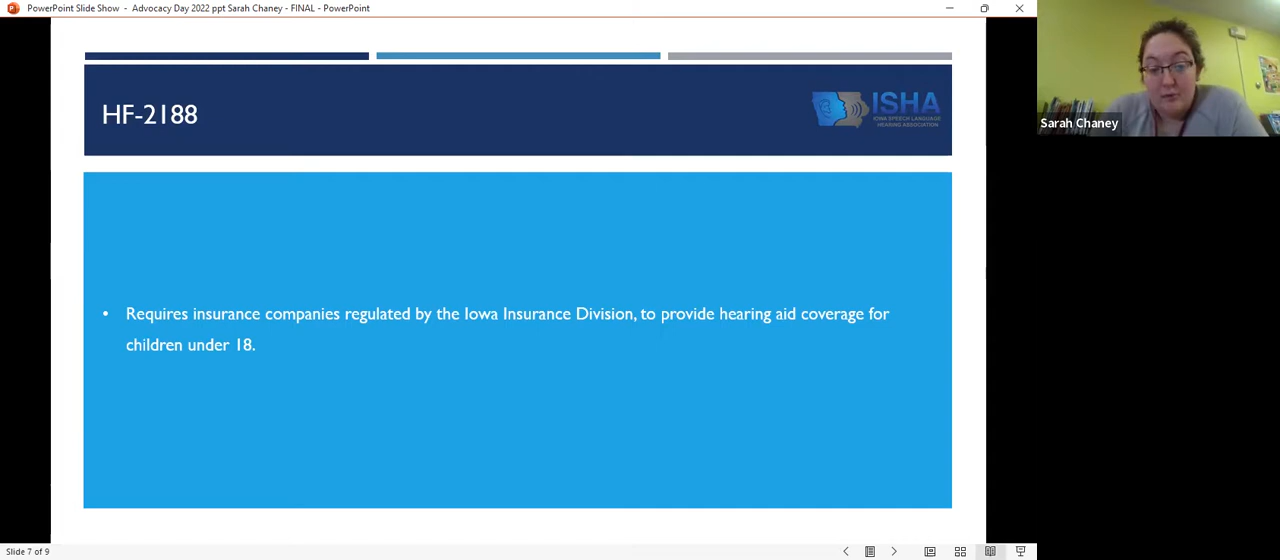 PowerPoint Slide Show - Advocacy Day 2022 ppt Sarah Chaney - FINAL - PowerPoint
HF-2188
ISHA
IOWA SPEECH LANGUAGE
HEARING ASSOCIATION
Sarah Chaney
• Requires insurance companies regulated by the Iowa Insurance Division, to provide hearing aid coverage for
children under 18.
Slide 7 of 9